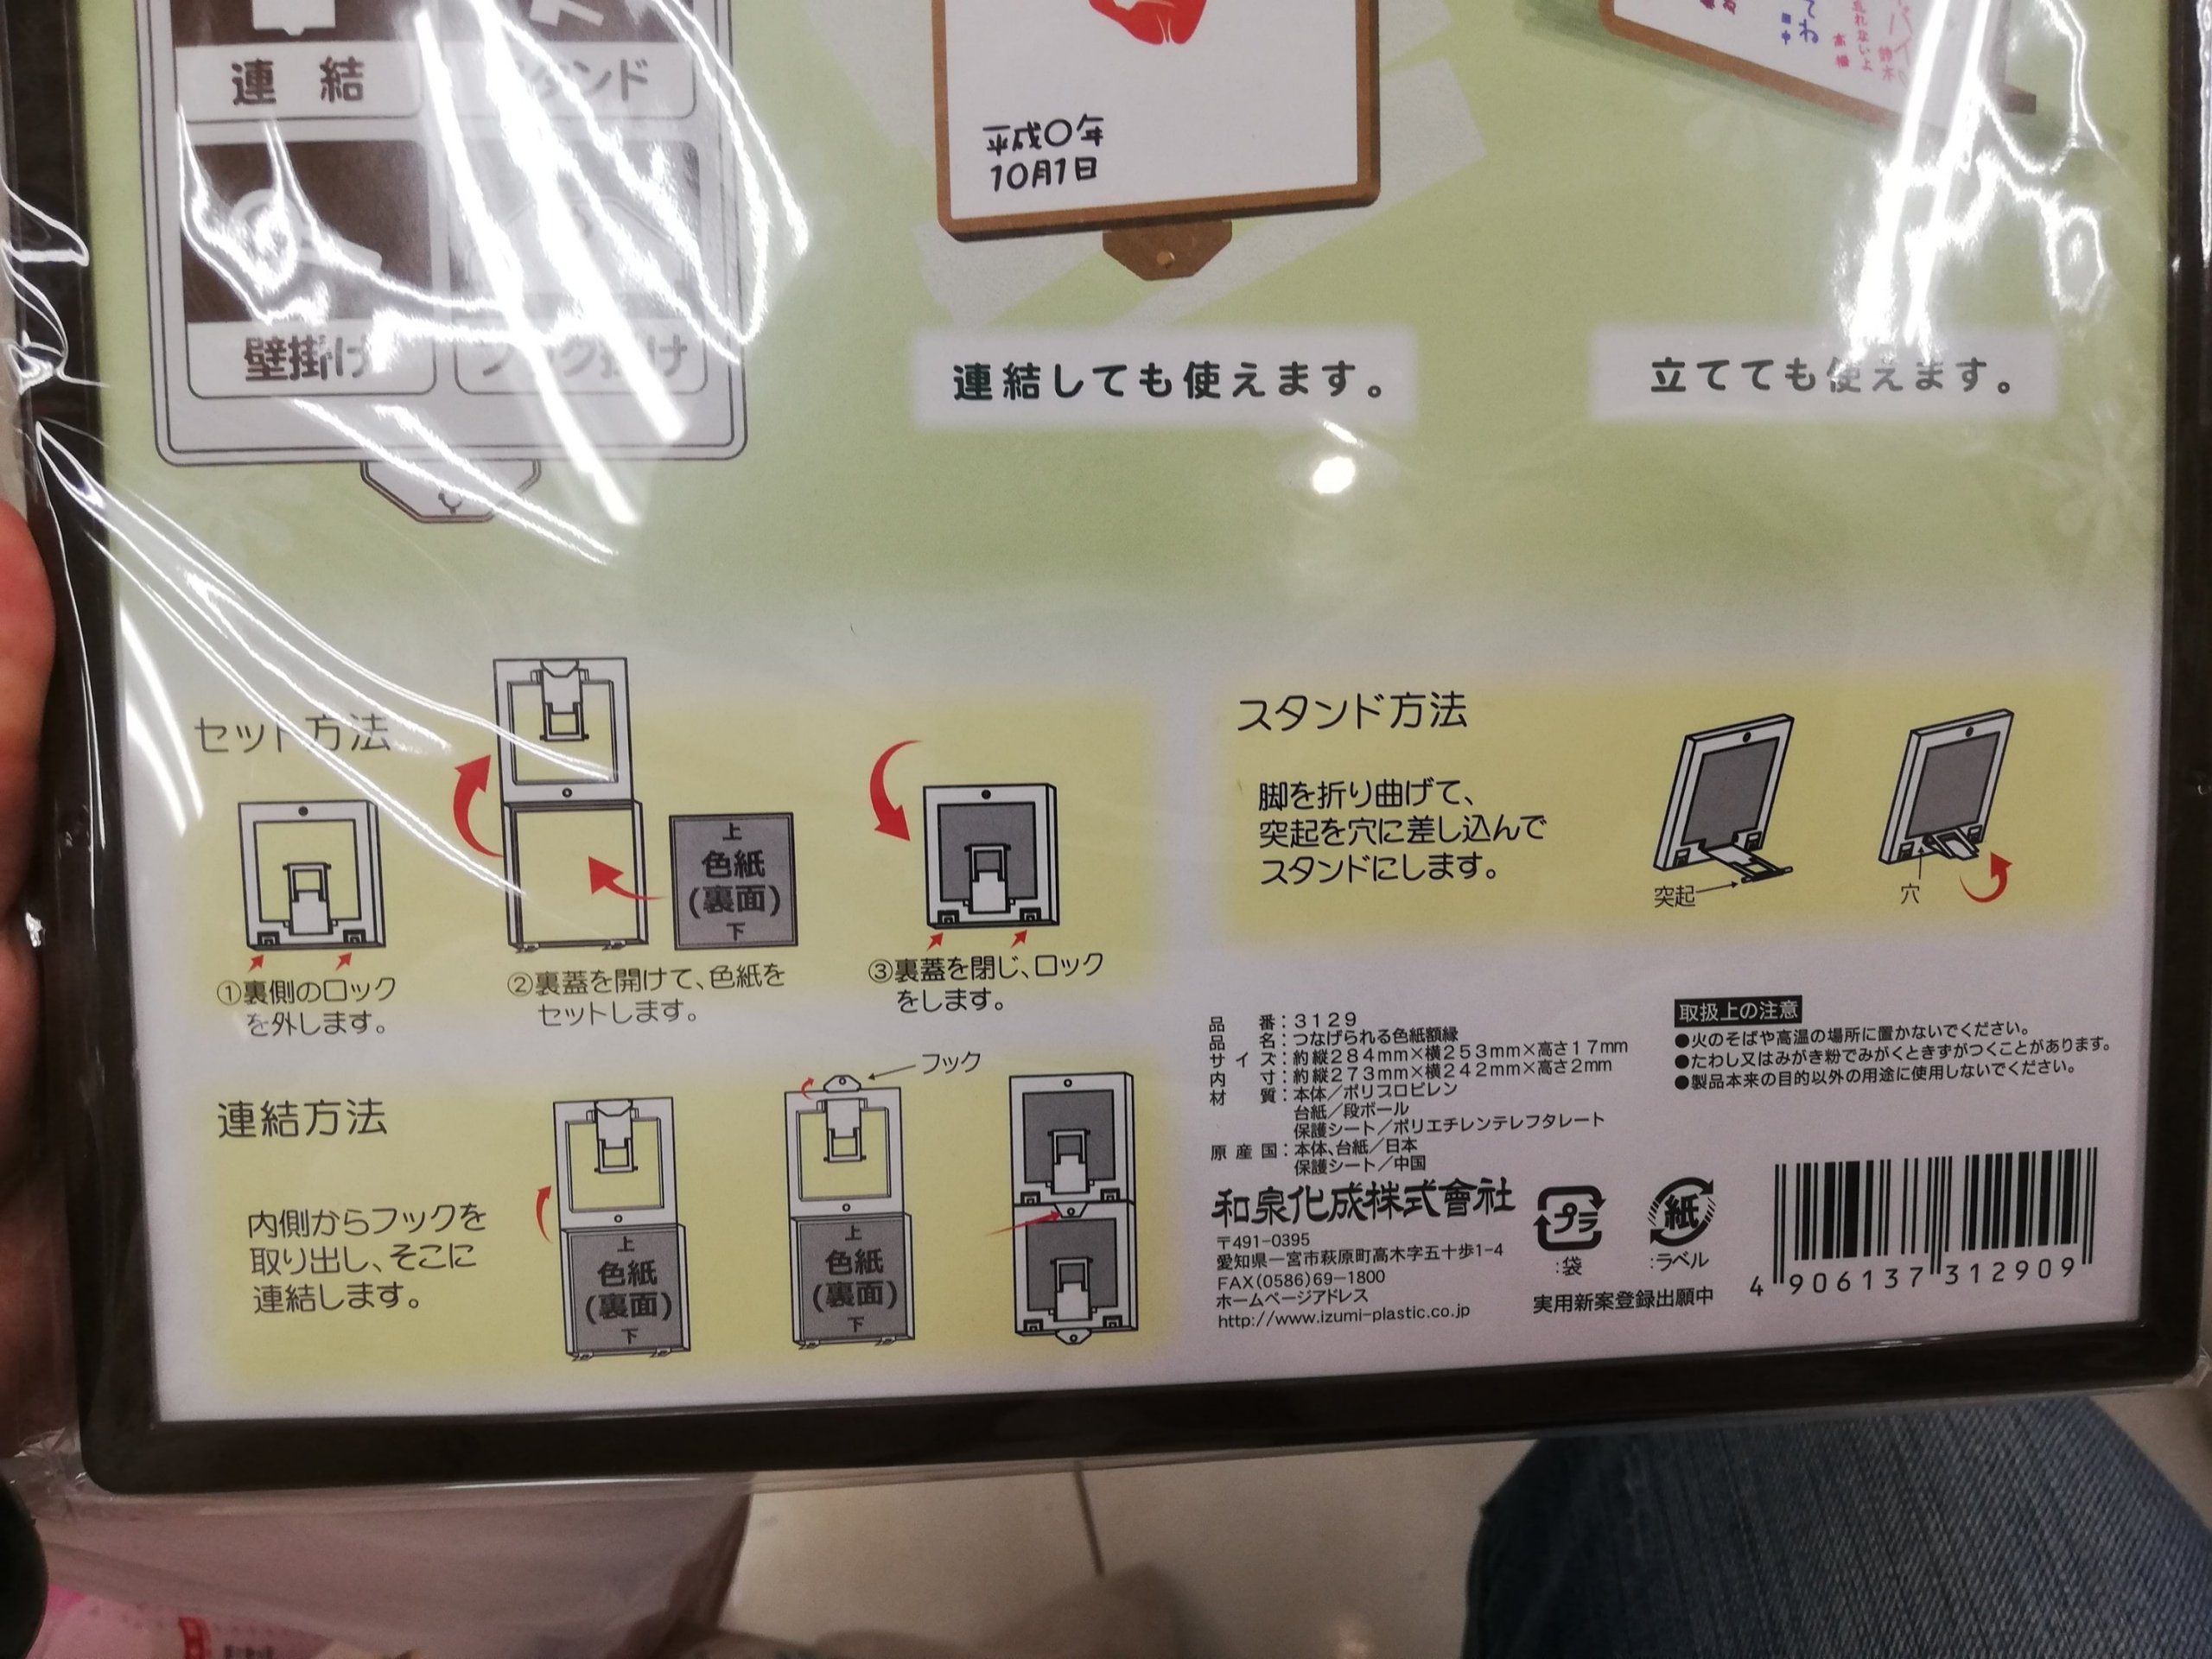 連結
スタンド
壁掛け
フック掛け
平成〇年
10月1日
連結しても使えます。
立てても使えます。
セット方法
上
色紙
(裏面)
下
①裏側のロック
を外します。
②裏蓋を開けて、色紙を
セットします。
③裏蓋を閉じ、ロック
をします。
スタンド方法
脚を折り曲げて、
突起を穴に差し込んで
スタンドにします。
突起
穴
連結方法
内側からフックを
取り出し、そこに
連結します。
フック
上
色紙
(裏面)
下
上
色紙
(裏面)
下
品番:3129
品名:つなげられる色紙額縁
サイズ:約縦284mm×横253mm×高さ17mm
内寸:約縦273mm×横242mm×高さ2mm
材質:本体/ポリプロピレン
台紙/段ボール
保護シート/ポリエチレンテレフタレート
原産国:本体、台紙/日本
保護シート/中国
取扱上の注意
●火のそばや高温の場所に置かないでください。
●たわし又はみがき粉でみがくときずがつくことがあります。
●製品本来の目的以外の用途に使用しないでください。
和泉化成株式會社
〒491-0395
愛知県一宮市萩原町高木字五十歩1-4
FAX(0586)69-1800
ホームページアドレス
http://www.izumi-plastic.co.jp
プラ
:袋
紙
:ラベル
実用新案登録出願中
4 906137 312909